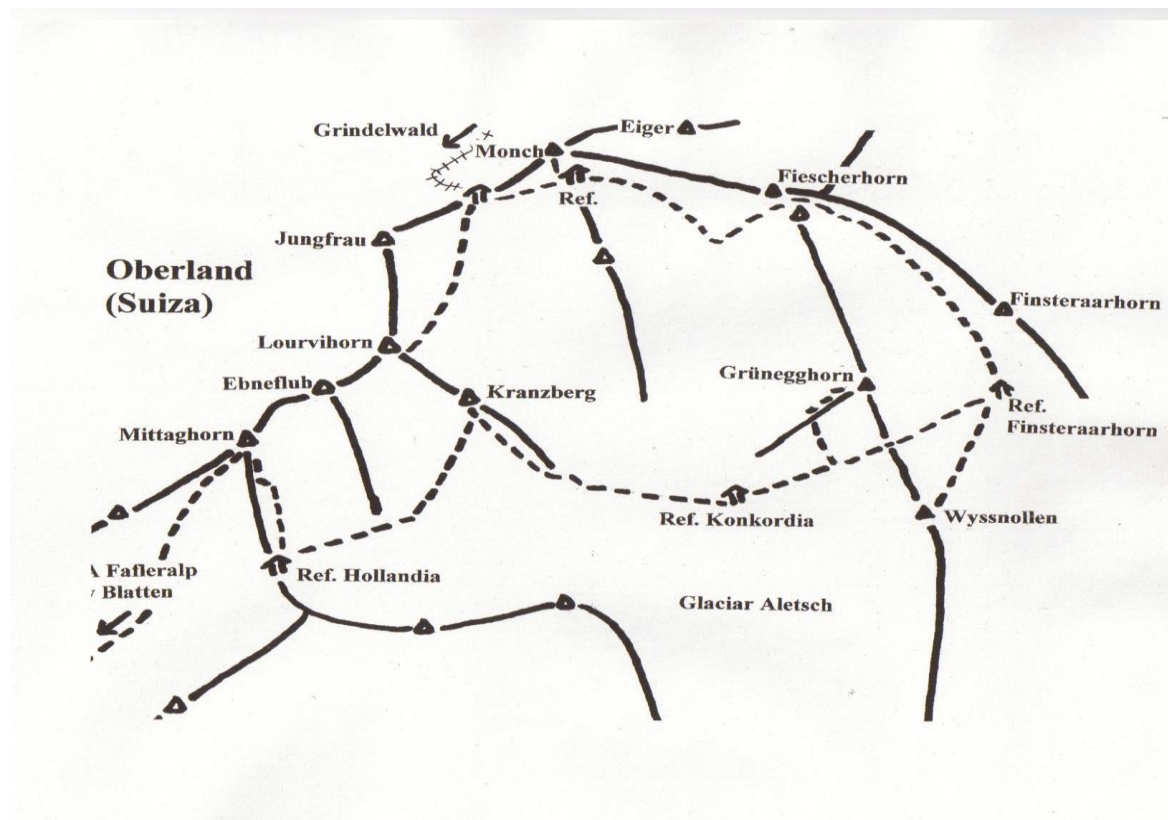 Grindelwald
Eiger
Monch
Fiescherhorn
Ref.
Jungfrau
Oberland
(Suiza)
Finsteraarhorn
Lourvihorn
Ebneflub
Kranzberg
Grünegghorn
Ref.
Finsteraarhorn
Mittaghorn
Ref. Konkordia
Wyssnollen
A Fafleralp
y Blatten
Ref. Hollandia
Glaciar Aletsch